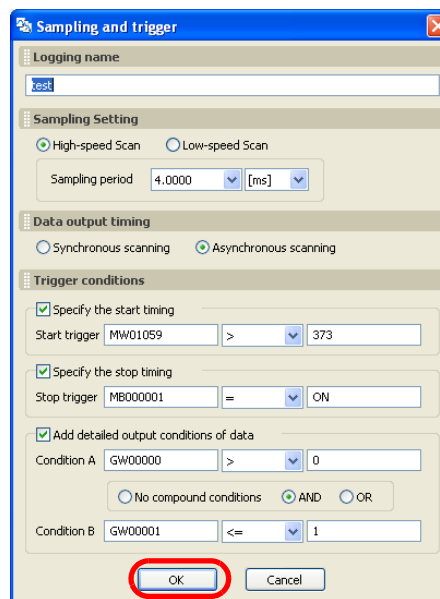 Sampling and trigger
Logging name
test
Sampling Setting
High-speed Scan Low-speed Scan
Sampling period 4.0000 [ms]
Data output timing
Synchronous scanning Asynchronous scanning
Trigger conditions
Specify the start timing
Start trigger MW01059 > 373
Specify the stop timing
Stop trigger MB000001 = ON
Add detailed output conditions of data
Condition A GW00000 > 0
No compound conditions AND OR
Condition B GW00001 <= 1
OK Cancel